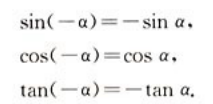 sin(－α)＝－sin α,
cos(－α)＝cos α,
tan(－α)＝－tan α.